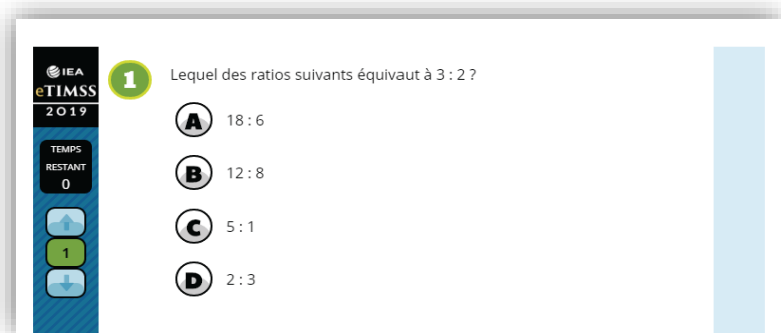 IEA
eTIMSS
2019
TEMPS
RESTANT
0
1
1 Lequel des ratios suivants équivaut à 3 : 2 ?
A 18 : 6
B 12 : 8
C 5 : 1
D 2 : 3